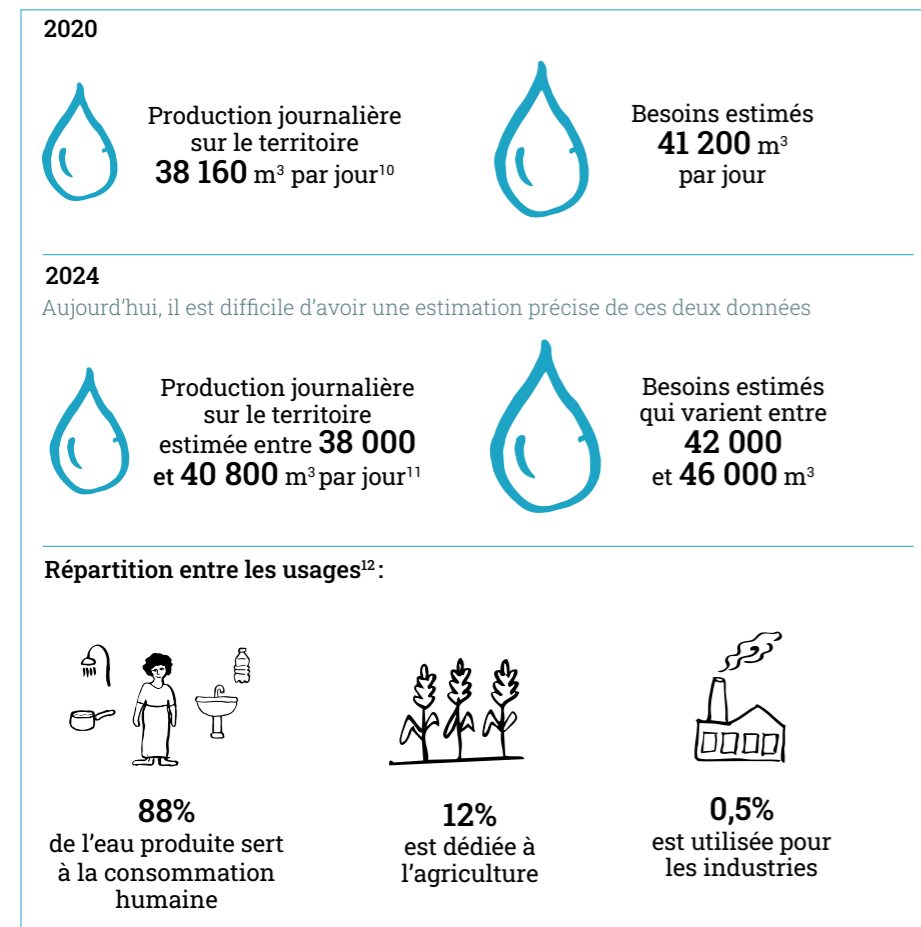 2020
Production journalière
sur le territoire
38 160 m³ par jour¹⁰
Besoins estimés
41 200 m³
par jour
2024
Aujourd’hui, il est difficile d’avoir une estimation précise de ces deux données
Production journalière
sur le territoire
estimée entre 38 000
et 40 800 m³ par jour¹¹
Besoins estimés
qui varient entre
42 000
et 46 000 m³
Répartition entre les usages¹² :
88%
de l’eau produite sert
à la consommation
humaine
12%
est dédiée à
l’agriculture
0,5%
est utilisée pour
les industries